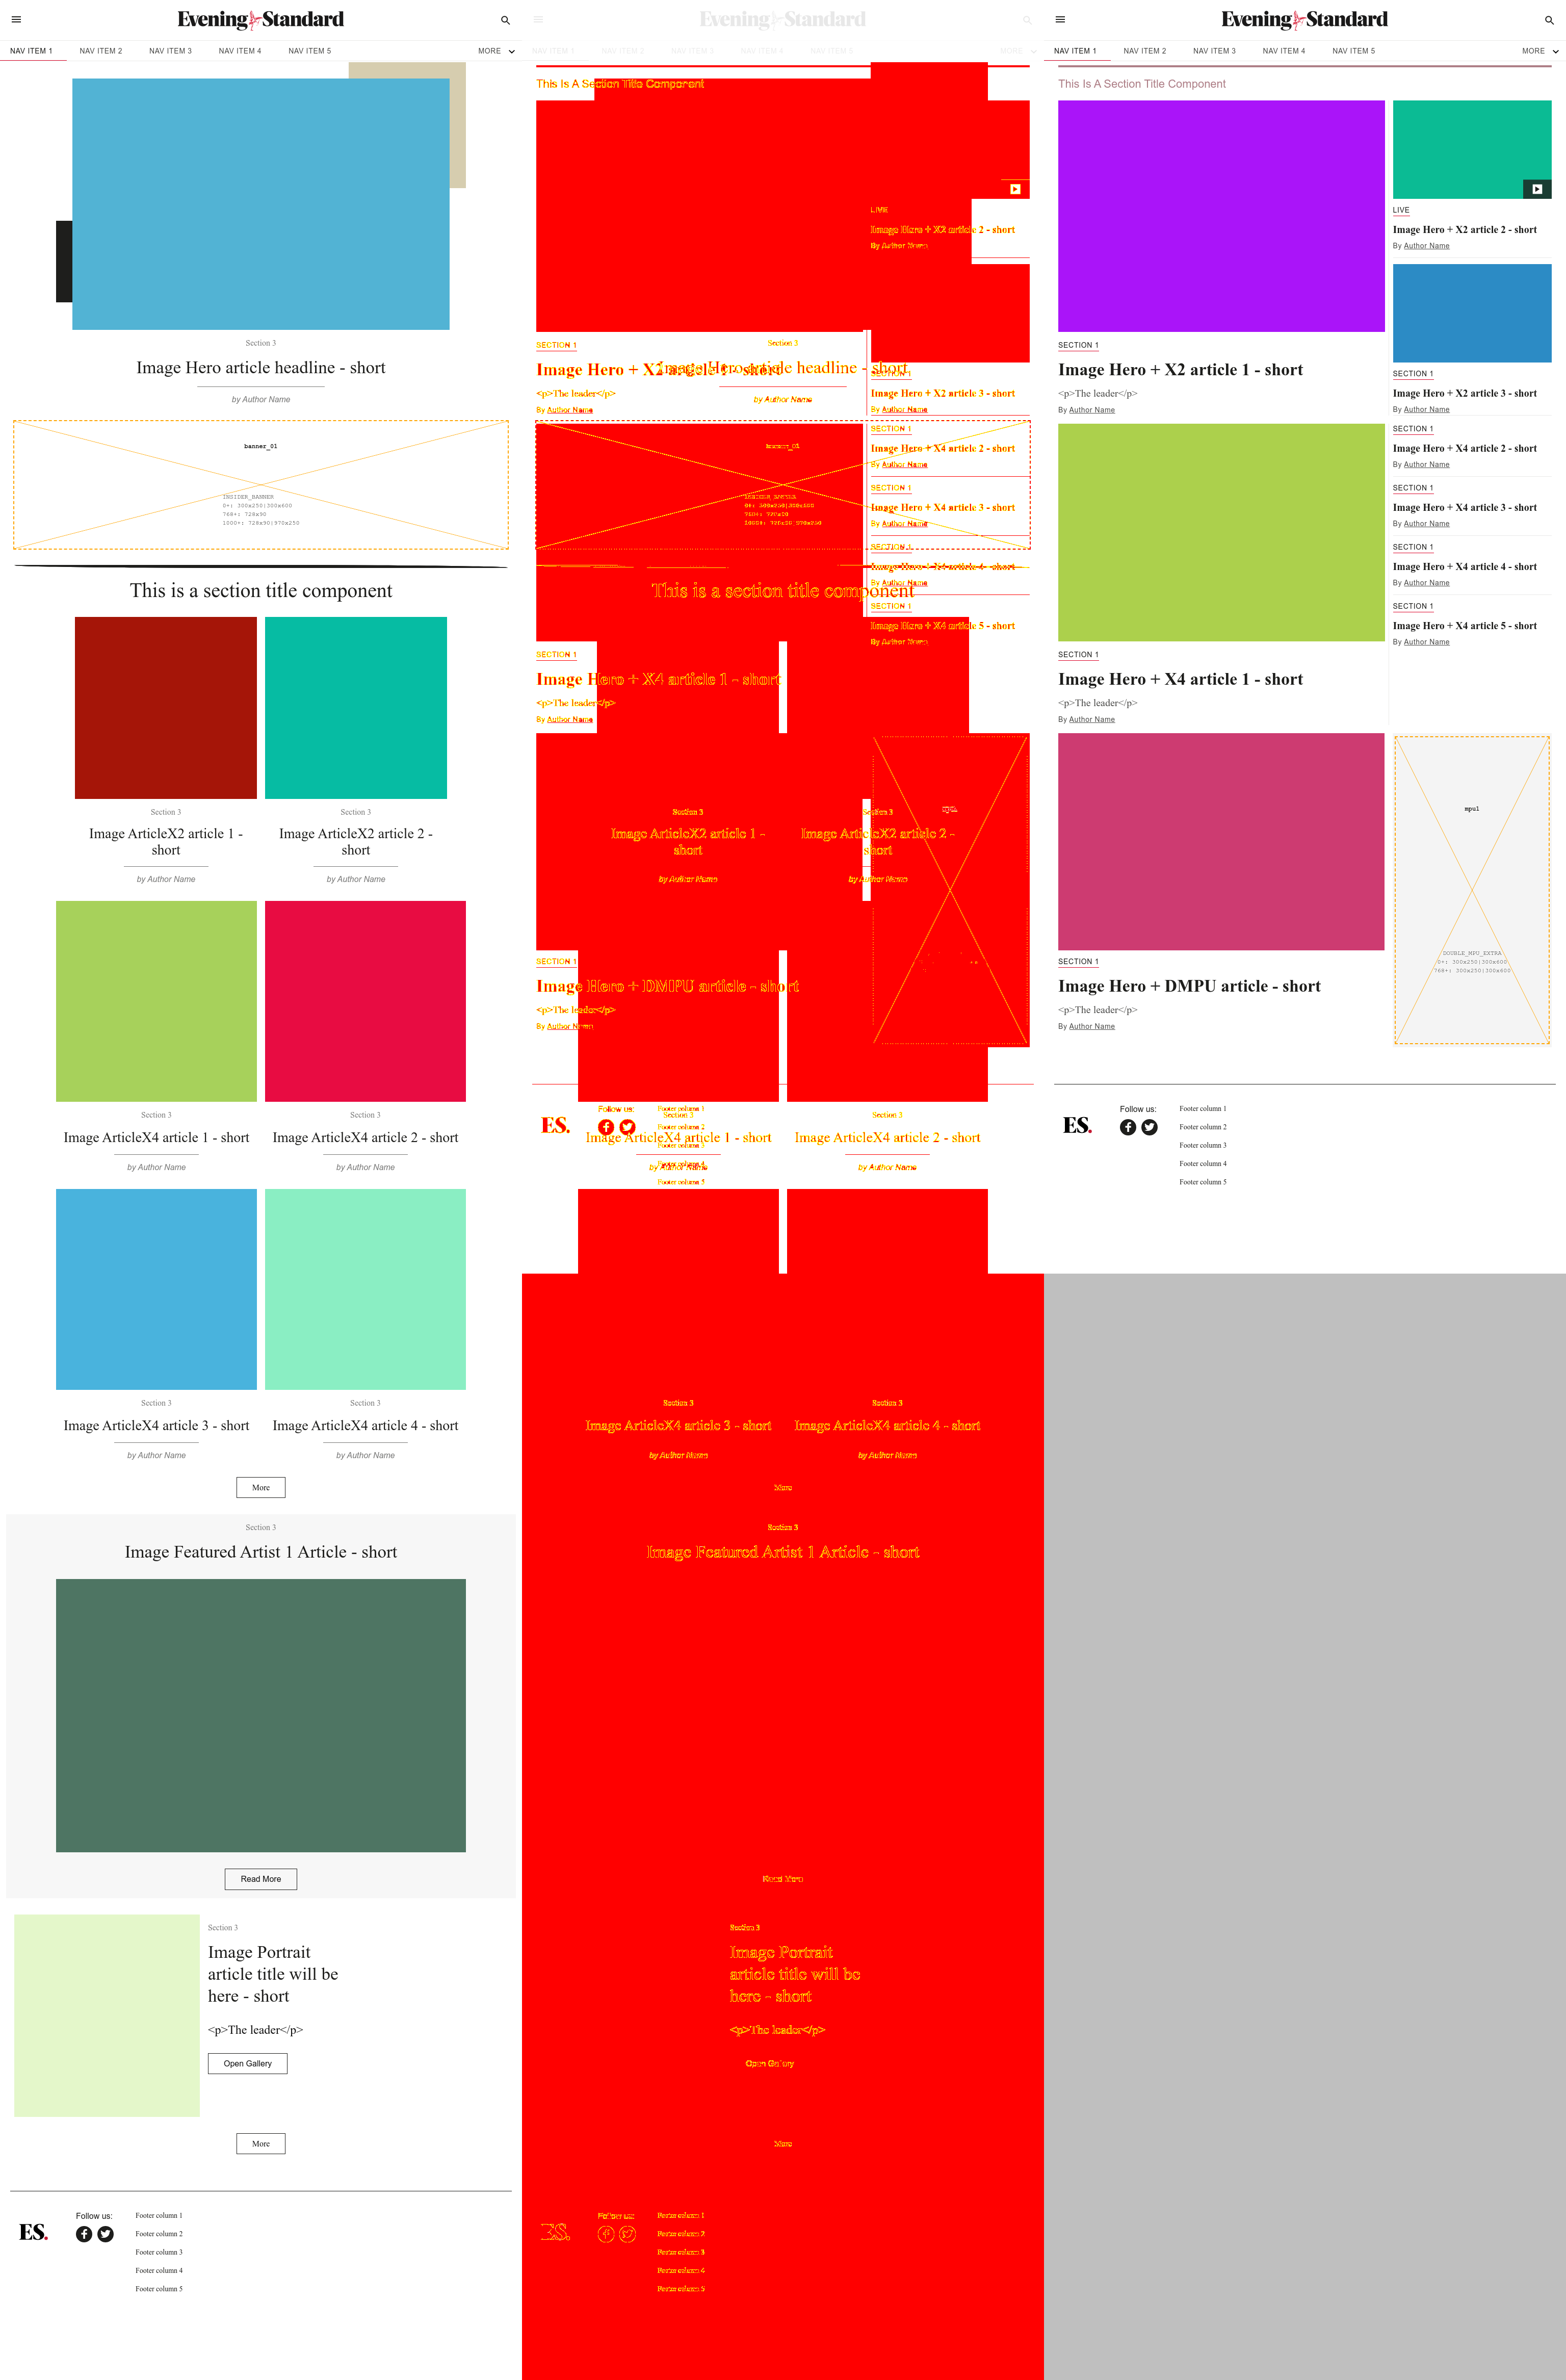 Evening Standard
NAV ITEM 1 NAV ITEM 2 NAV ITEM 3 NAV ITEM 4 NAV ITEM 5 MORE
Section 3
Image Hero article headline - short
by Author Name
banner_01
INSIDER_BANNER
0+: 300x250|300x600
768+: 728x90
1000+: 728x90|970x250
This is a section title component
Section 3
Image ArticleX2 article 1 -
short
by Author Name
Section 3
Image ArticleX2 article 2 -
short
by Author Name
Section 3
Image ArticleX4 article 1 - short
by Author Name
Section 3
Image ArticleX4 article 2 - short
by Author Name
Section 3
Image ArticleX4 article 3 - short
by Author Name
Section 3
Image ArticleX4 article 4 - short
by Author Name
More
Section 3
Image Featured Artist 1 Article - short
Read More
Section 3
Image Portrait
article title will be
here - short
<p>The leader</p>
Open Gallery
More
ES.
Follow us:
Footer column 1
Footer column 2
Footer column 3
Footer column 4
Footer column 5
Evening Standard
NAV ITEM 1 NAV ITEM 2 NAV ITEM 3 NAV ITEM 4 NAV ITEM 5 MORE
This Is A Section Title Component
LIVE
Image Hero + X2 article 2 - short
By Author Name
SECTION 1
Section 3
Image Hero + X2 article 1 - short
Image Hero article headline - short
<p>The leader</p>
by Author Name
By Author Name
SECTION 1
Image Hero + X2 article 3 - short
By Author Name
banner_01
SECTION 1
Image Hero + X4 article 2 - short
By Author Name
SECTION 1
Image Hero + X4 article 3 - short
By Author Name
SECTION 1
Image Hero + X4 article 4 - short
By Author Name
This is a section title component
SECTION 1
Image Hero + X4 article 5 - short
By Author Name
SECTION 1
Image Hero + X4 article 1 - short
<p>The leader</p>
By Author Name
Section 3
Image ArticleX2 article 1 -
short
by Author Name
Section 3
Image ArticleX2 article 2 -
short
by Author Name
SECTION 1
Image Hero + DMPU article - short
<p>The leader</p>
By Author Name
ES.
Follow us:
Footer column 1
Footer column 2
Footer column 3
Footer column 4
Footer column 5
Section 3
Image ArticleX4 article 1 - short
by Author Name
Section 3
Image ArticleX4 article 2 - short
by Author Name
Section 3
Image ArticleX4 article 3 - short
by Author Name
Section 3
Image ArticleX4 article 4 - short
by Author Name
More
Section 3
Image Featured Artist 1 Article - short
Read More
Section 3
Image Portrait
article title will be
here - short
<p>The leader</p>
Open Gallery
More
ES.
Follow us:
Footer column 1
Footer column 2
Footer column 3
Footer column 4
Footer column 5
Evening Standard
NAV ITEM 1 NAV ITEM 2 NAV ITEM 3 NAV ITEM 4 NAV ITEM 5 MORE
This Is A Section Title Component
SECTION 1
Image Hero + X2 article 1 - short
<p>The leader</p>
By Author Name
LIVE
Image Hero + X2 article 2 - short
By Author Name
SECTION 1
Image Hero + X2 article 3 - short
By Author Name
SECTION 1
Image Hero + X4 article 1 - short
<p>The leader</p>
By Author Name
SECTION 1
Image Hero + X4 article 2 - short
By Author Name
SECTION 1
Image Hero + X4 article 3 - short
By Author Name
SECTION 1
Image Hero + X4 article 4 - short
By Author Name
SECTION 1
Image Hero + X4 article 5 - short
By Author Name
SECTION 1
Image Hero + DMPU article - short
<p>The leader</p>
By Author Name
mpu1
DOUBLE_MPU_EXTRA
0+: 300x250|300x600
768+: 300x250|300x600
ES.
Follow us:
Footer column 1
Footer column 2
Footer column 3
Footer column 4
Footer column 5